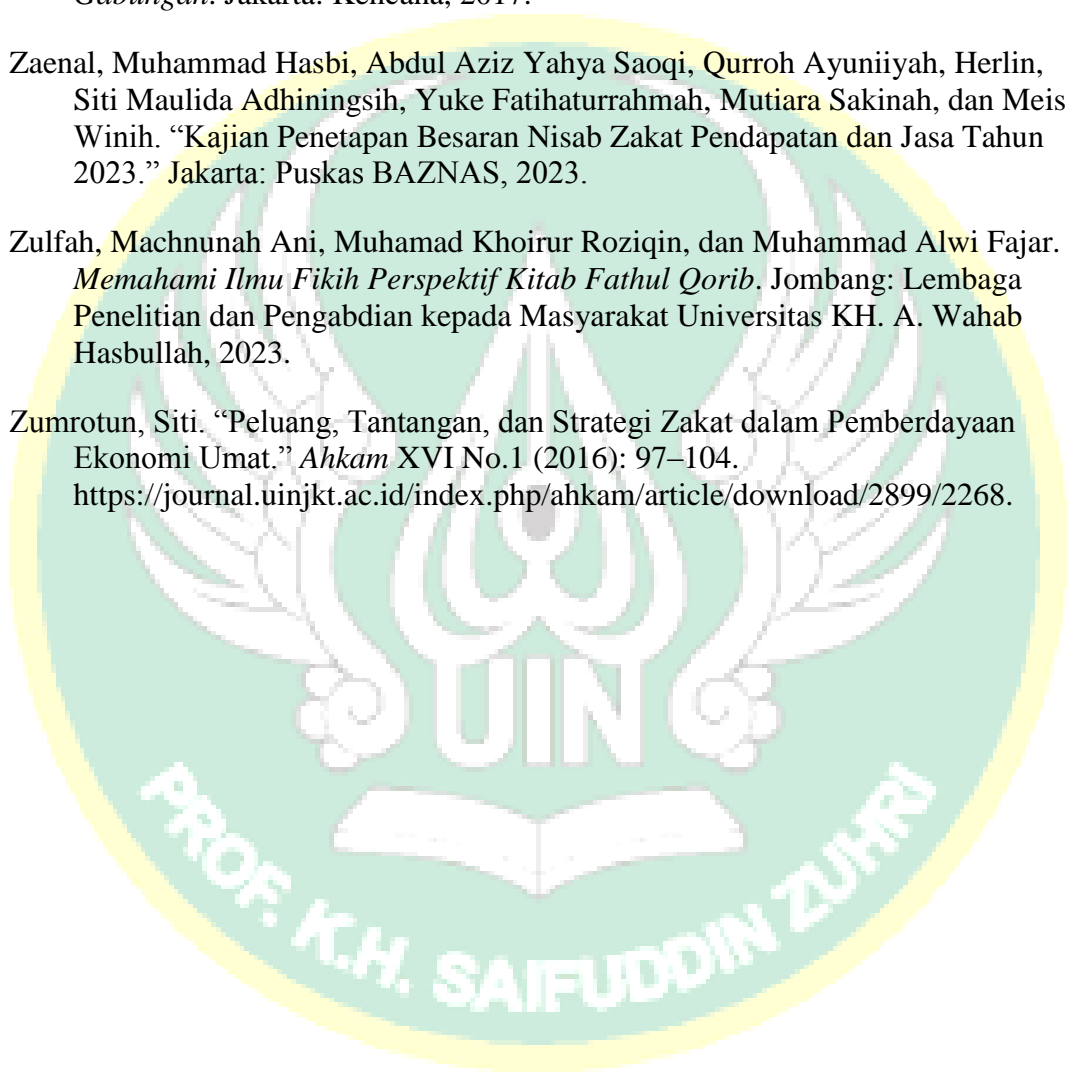 Gabungan. Jakarta: Kencana, 2017.
Zaenal, Muhammad Hasbi, Abdul Aziz Yahya Saoqi, Qurroh Ayuniiyah, Herlin,
Siti Maulida Adhiningsih, Yuke Fatihaturrahmah, Mutiara Sakinah, dan Meis
Winih. “Kajian Penetapan Besaran Nisab Zakat Pendapatan dan Jasa Tahun
2023.” Jakarta: Puskas BAZNAS, 2023.
Zulfah, Machnunah Ani, Muhamad Khoirur Roziqin, dan Muhammad Alwi Fajar.
Memahami Ilmu Fikih Perspektif Kitab Fathul Qorib. Jombang: Lembaga
Penelitian dan Pengabdian kepada Masyarakat Universitas KH. A. Wahab
Hasbullah, 2023.
Zumrotun, Siti. “Peluang, Tantangan, dan Strategi Zakat dalam Pemberdayaan
Ekonomi Umat.” Ahkam XVI No.1 (2016): 97–104.
https://journal.uinjkt.ac.id/index.php/ahkam/article/download/2899/2268.
UIN
PROF. K.H. SAIFUDDIN ZUHRI